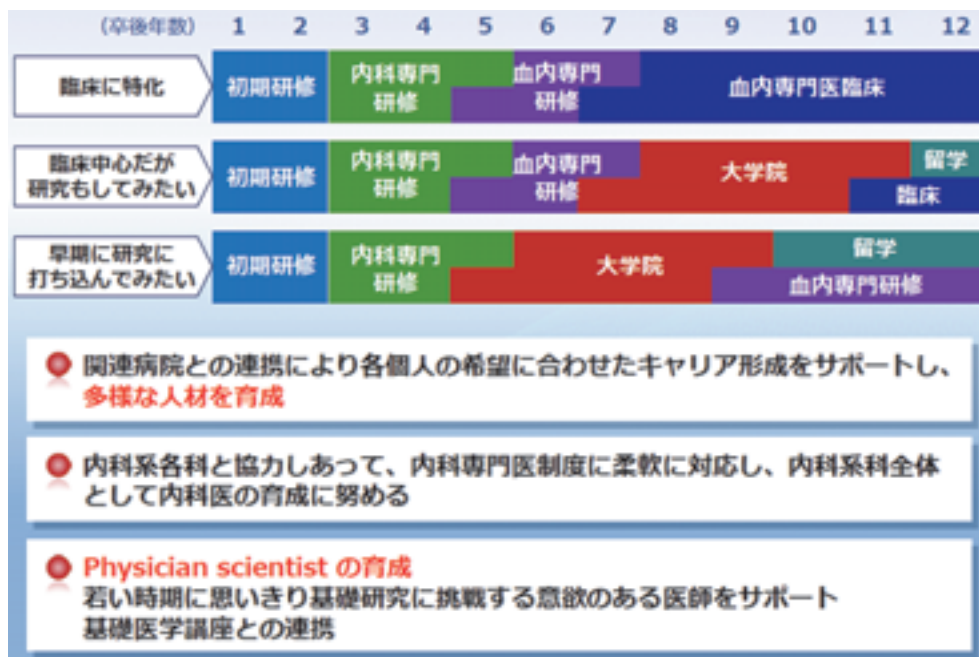 (卒後年数) 1 2 3 4 5 6 7 8 9 10 11 12
臨床に特化
初期研修
内科専門
研修
血内専門
研修
血内専門医臨床
臨床中心だが
研究もしてみたい
初期研修
内科専門
研修
血内専門
研修
大学院
留学
臨床
早期に研究に
打ち込んでみたい
初期研修
内科専門
研修
大学院
留学
血内専門研修
関連病院との連携により各個人の希望に合わせたキャリア形成をサポートし、
多様な人材を育成
内科系各科と協力しあって、内科専門医制度に柔軟に対応し、内科系科全体
として内科医の育成に努める
Physician scientist の育成
若い時期に思いきり基礎研究に挑戦する意欲のある医師をサポート
基礎医学講座との連携